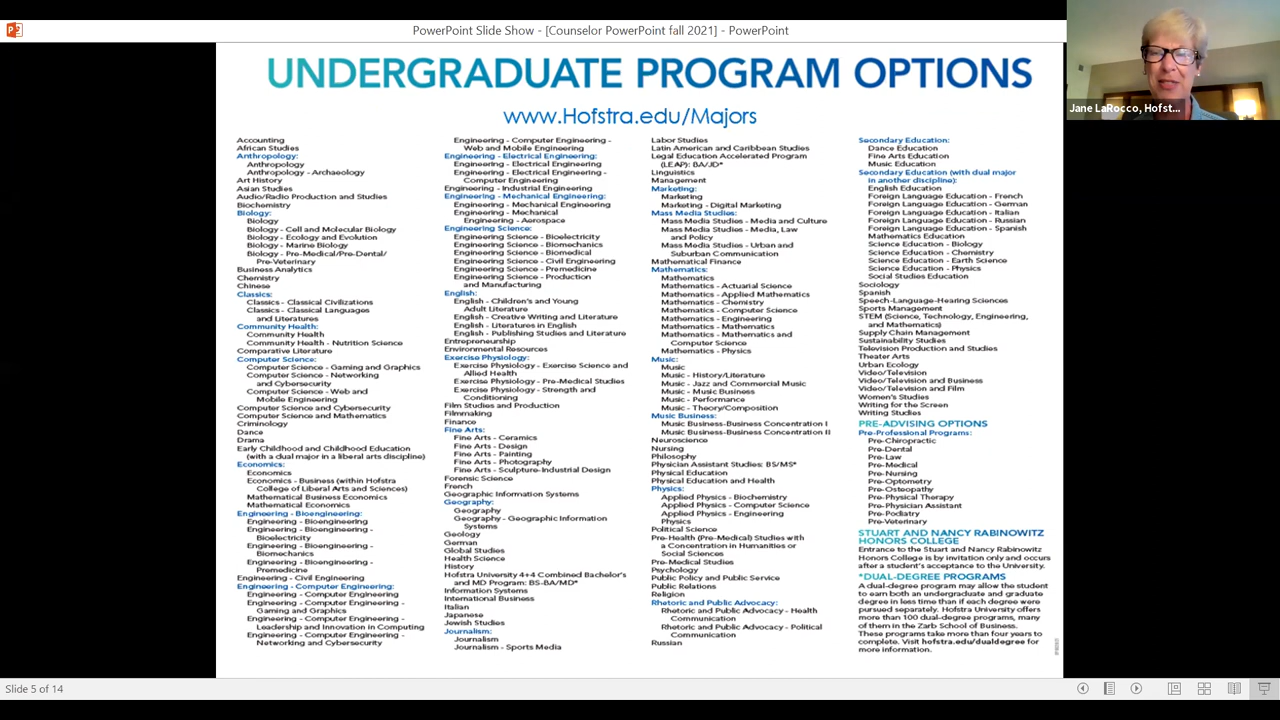 PowerPoint Slide Show - [Counselor PowerPoint fall 2021] - PowerPoint
Jane LaRocco, Hofst...
UNDERGRADUATE PROGRAM OPTIONS
www.Hofstra.edu/Majors
Accounting
African Studies
Anthropology:
Anthropology
Anthropology - Archaeology
Art History
Asian Studies
Audio/Radio Production and Studies
Biochemistry
Biology:
Biology
Biology - Cell and Molecular Biology
Biology - Ecology and Evolution
Biology - Marine Biology
Biology - Pre-Medical/Pre-Dental/
Pre-Veterinary
Business Analytics
Chemistry
Chinese
Classics:
Classics - Classical Civilizations
Classics - Classical Languages
and Literatures
Community Health:
Community Health
Community Health - Nutrition Science
Comparative Literature
Computer Science:
Computer Science - Gaming and Graphics
Computer Science - Networking
and Cybersecurity
Computer Science - Web and
Mobile Engineering
Computer Science and Cybersecurity
Computer Science and Mathematics
Criminology
Dance
Drama
Early Childhood and Childhood Education
(with a dual major in a liberal arts discipline)
Economics:
Economics
Economics - Business (within Hofstra
College of Liberal Arts and Sciences)
Mathematical Business Economics
Mathematical Economics
Engineering - Bioengineering:
Engineering - Bioengineering
Engineering - Bioengineering -
Bioelectricity
Engineering - Bioengineering -
Biomechanics
Engineering - Bioengineering -
Premedicine
Engineering - Civil Engineering
Engineering - Computer Engineering:
Engineering - Computer Engineering
Engineering - Computer Engineering -
Gaming and Graphics
Engineering - Computer Engineering -
Leadership and Innovation in Computing
Engineering - Computer Engineering -
Networking and Cybersecurity
Engineering - Computer Engineering -
Web and Mobile Engineering
Engineering - Electrical Engineering:
Engineering - Electrical Engineering
Engineering - Electrical Engineering -
Computer Engineering
Engineering - Industrial Engineering
Engineering - Mechanical Engineering:
Engineering - Mechanical Engineering
Engineering - Mechanical
Engineering - Aerospace
Engineering Science:
Engineering Science - Bioelectricity
Engineering Science - Biomechanics
Engineering Science - Biomedical
Engineering Science - Civil Engineering
Engineering Science - Premedicine
Engineering Science - Production
and Manufacturing
English:
English - Children's and Young
Adult Literature
English - Creative Writing and Literature
English - Literatures in English
English - Publishing Studies and Literature
Entrepreneurship
Environmental Resources
Exercise Physiology:
Exercise Physiology - Exercise Science and
Allied Health
Exercise Physiology - Pre-Medical Studies
Exercise Physiology - Strength and
Conditioning
Film Studies and Production
Filmmaking
Finance
Fine Arts:
Fine Arts - Ceramics
Fine Arts - Design
Fine Arts - Painting
Fine Arts - Photography
Fine Arts - Sculpture-Industrial Design
Forensic Science
French
Geographic Information Systems
Geography:
Geography
Geography - Geographic Information
Systems
Geology
German
Global Studies
Health Science
History
Hofstra University 4+4 Combined Bachelor's
and MD Program: BS-BA/MD*
Information Systems
International Business
Italian
Japanese
Jewish Studies
Journalism:
Journalism
Journalism - Sports Media
Labor Studies
Latin American and Caribbean Studies
Legal Education Accelerated Program
(LEAP): BA/JD*
Linguistics
Management
Marketing:
Marketing
Marketing - Digital Marketing
Mass Media Studies:
Mass Media Studies - Media and Culture
Mass Media Studies - Media, Law
and Policy
Mass Media Studies - Urban and
Suburban Communication
Mathematical Finance
Mathematics:
Mathematics
Mathematics - Actuarial Science
Mathematics - Applied Mathematics
Mathematics - Chemistry
Mathematics - Computer Science
Mathematics - Engineering
Mathematics - Mathematics
Mathematics - Mathematics and
Computer Science
Mathematics - Physics
Music:
Music
Music - History/Literature
Music - Jazz and Commercial Music
Music - Music Business
Music - Performance
Music - Theory/Composition
Music Business:
Music Business-Business Concentration I
Music Business-Business Concentration II
Neuroscience
Nursing
Philosophy
Physician Assistant Studies: BS/MS*
Physical Education
Physical Education and Health
Physics:
Applied Physics - Biochemistry
Applied Physics - Computer Science
Applied Physics - Engineering
Physics
Political Science
Pre-Health (Pre-Medical) Studies with
a Concentration in Humanities or
Social Sciences
Pre-Medical Studies
Psychology
Public Policy and Public Service
Public Relations
Religion
Rhetoric and Public Advocacy:
Rhetoric and Public Advocacy - Health
Communication
Rhetoric and Public Advocacy - Political
Communication
Russian
Secondary Education:
Dance Education
Fine Arts Education
Music Education
Secondary Education (with dual major
in another discipline):
English Education
Foreign Language Education - French
Foreign Language Education - German
Foreign Language Education - Italian
Foreign Language Education - Russian
Foreign Language Education - Spanish
Mathematics Education
Science Education - Biology
Science Education - Chemistry
Science Education - Earth Science
Science Education - Physics
Social Studies Education
Sociology
Spanish
Speech-Language-Hearing Sciences
Sports Management
STEM (Science, Technology, Engineering,
and Mathematics)
Supply Chain Management
Sustainability Studies
Television Production and Studies
Theater Arts
Urban Ecology
Video/Television
Video/Television and Business
Video/Television and Film
Women's Studies
Writing for the Screen
Writing Studies
PRE-ADVISING OPTIONS
Pre-Professional Programs:
Pre-Chiropractic
Pre-Dental
Pre-Law
Pre-Medical
Pre-Nursing
Pre-Optometry
Pre-Osteopathy
Pre-Physical Therapy
Pre-Physician Assistant
Pre-Podiatry
Pre-Veterinary
STUART AND NANCY RABINOWITZ
HONORS COLLEGE
Entrance to the Stuart and Nancy Rabinowitz
Honors College is by invitation only and occurs
after a student's acceptance to the University.
*DUAL-DEGREE PROGRAMS
A dual-degree program may allow the student
to earn both an undergraduate and graduate
degree in less time than if each degree were
pursued separately. Hofstra University offers
more than 100 dual-degree programs, many
of them in the Zarb School of Business.
These programs take more than four years to
complete. Visit hofstra.edu/dualdegree for
more information.
Slide 5 of 14